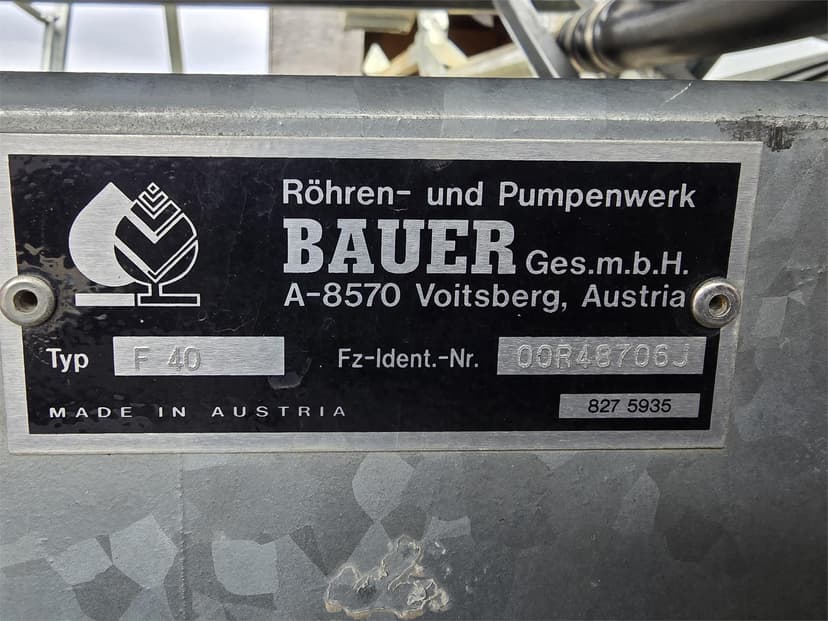 Röhren- und Pumpenwerk
BAUER Ges.m.b.H.
A-8570 Voitsberg, Austria
Typ F 40 Fz-Ident.-Nr. 00R48706J
MADE IN AUSTRIA 827 5935